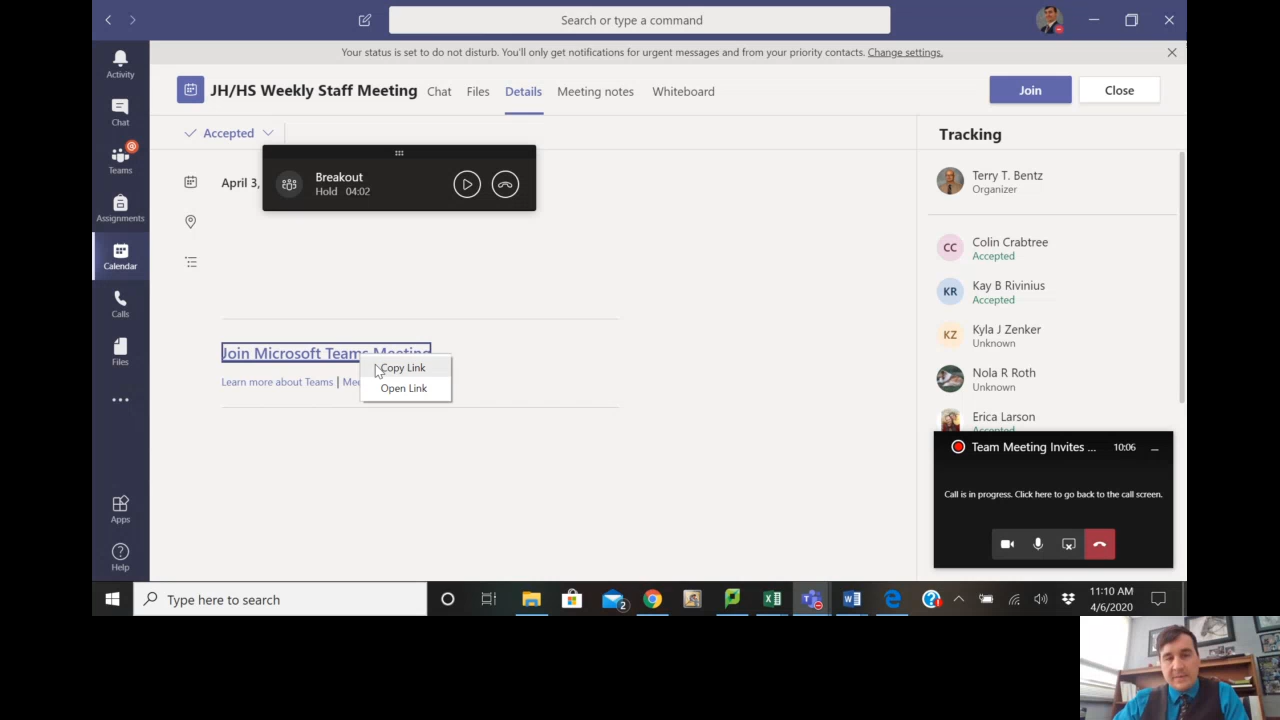 Search or type a command
Your status is set to do not disturb. You'll only get notifications for urgent messages and from your priority contacts. Change settings.
Activity
Chat
Teams
Assignments
Calendar
Calls
Files
Apps
Help
JH/HS Weekly Staff Meeting
Chat
Files
Details
Meeting notes
Whiteboard
Join
Close
Accepted
Breakout
Hold 04:02
April 3,
Join Microsoft Teams Meeting
Learn more about Teams |
Copy Link
Open Link
Tracking
Terry T. Bentz
Organizer
CC
Colin Crabtree
Accepted
KR
Kay B Rivinius
Accepted
KZ
Kyla J Zenker
Unknown
Nola R Roth
Unknown
Erica Larson
Accepted
Team Meeting Invites ...
10:06
Call is in progress. Click here to go back to the call screen.
Type here to search
2
11:10 AM
4/6/2020